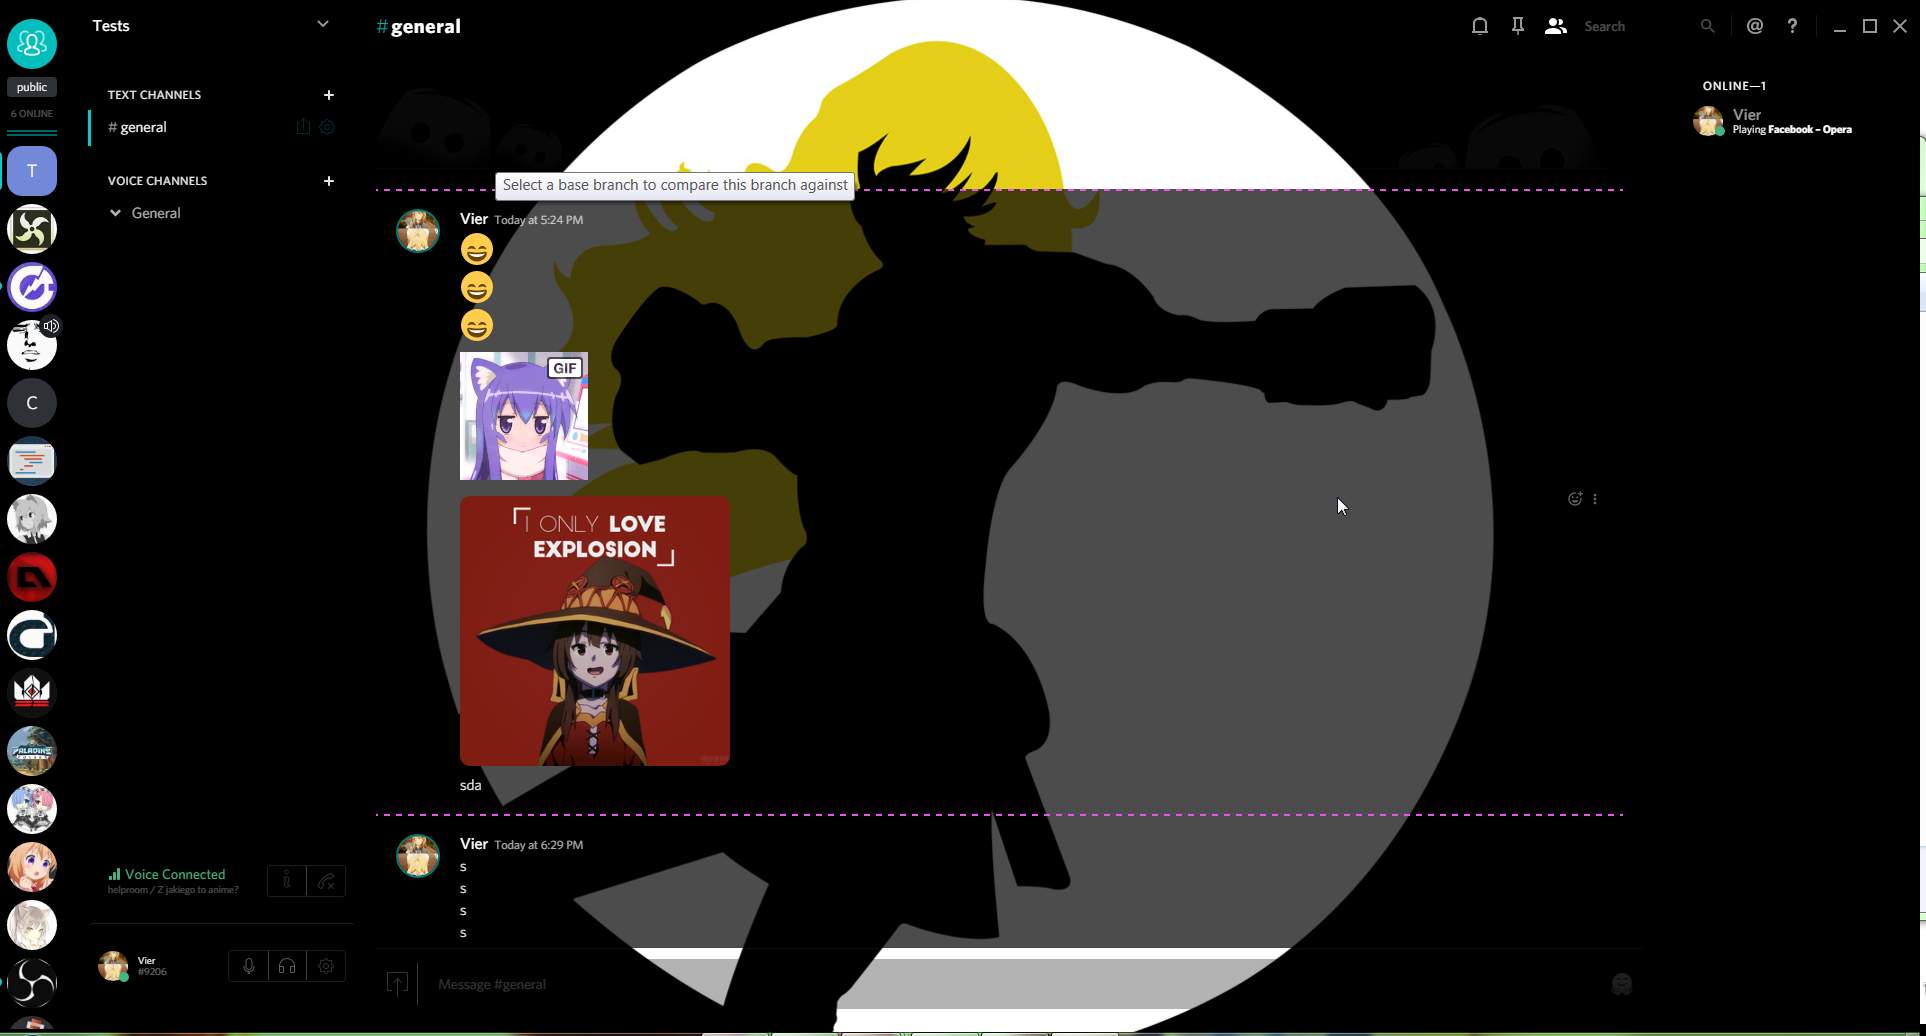 Tests
#general
Search
@
?
public
6 ONLINE
TEXT CHANNELS
+
# general
VOICE CHANNELS
+
General
T
C
ONLINE—1
Vier
Playing Facebook – Opera
Select a base branch to compare this branch against
Vier Today at 5:24 PM
GIF
I ONLY LOVE
EXPLOSION
sda
Vier Today at 6:29 PM
s
s
s
s
PALADINS
Voice Connected
helproom / Z jakiego to anime?
Vier
#9206
Message #general